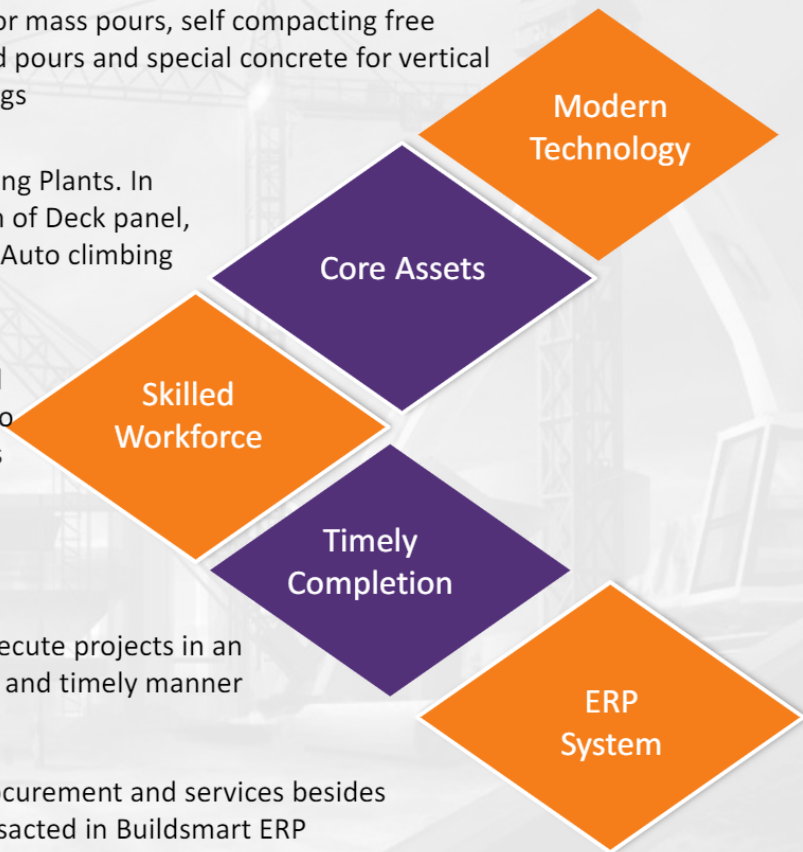 or mass pours, self compacting free
d pours and special concrete for vertical
gs
Modern
Technology
ng Plants. In
n of Deck panel,
Auto climbing
Core Assets
Skilled
Workforce
Timely
Completion
ecute projects in an
and timely manner
ERP
System
ocurement and services besides
sacted in Buildsmart ERP